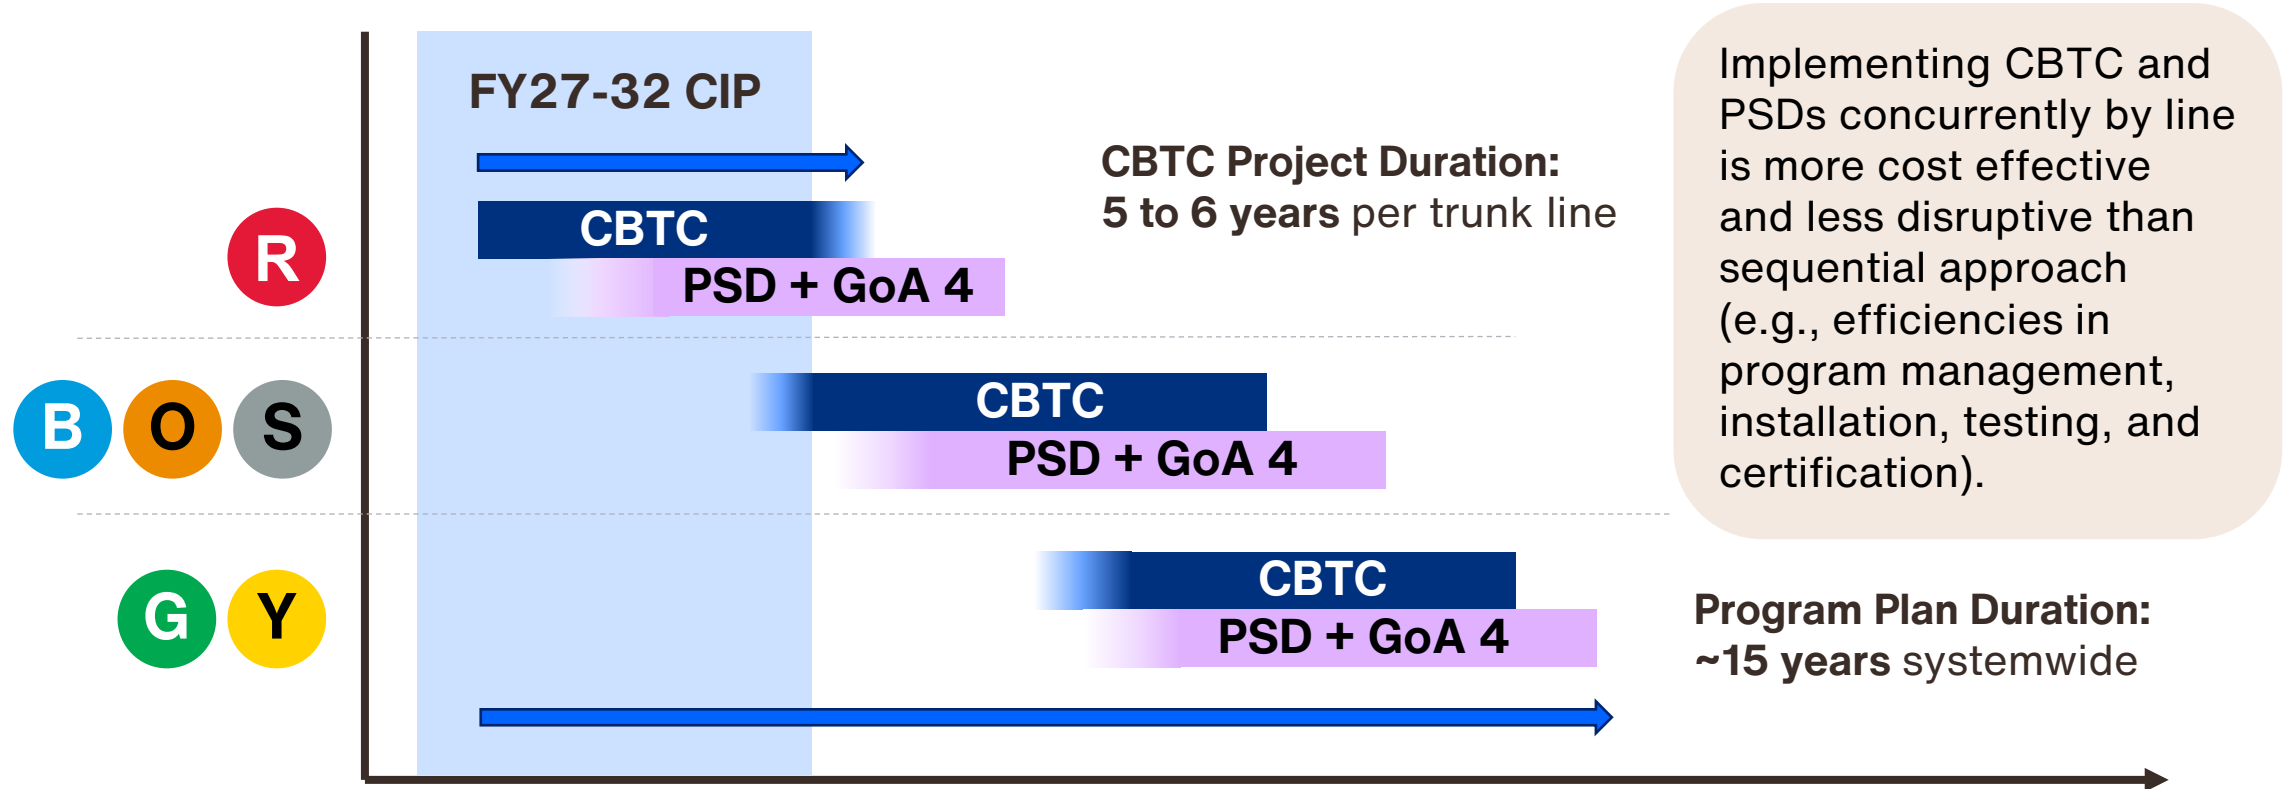 FY27-32 CIP
CBTC Project Duration:
5 to 6 years per trunk line
R
CBTC
PSD + GoA 4
B O S
CBTC
PSD + GoA 4
G Y
CBTC
PSD + GoA 4
Implementing CBTC and
PSDs concurrently by line
is more cost effective
and less disruptive than
sequential approach
(e.g., efficiencies in
program management,
installation, testing, and
certification).
Program Plan Duration:
~15 years systemwide